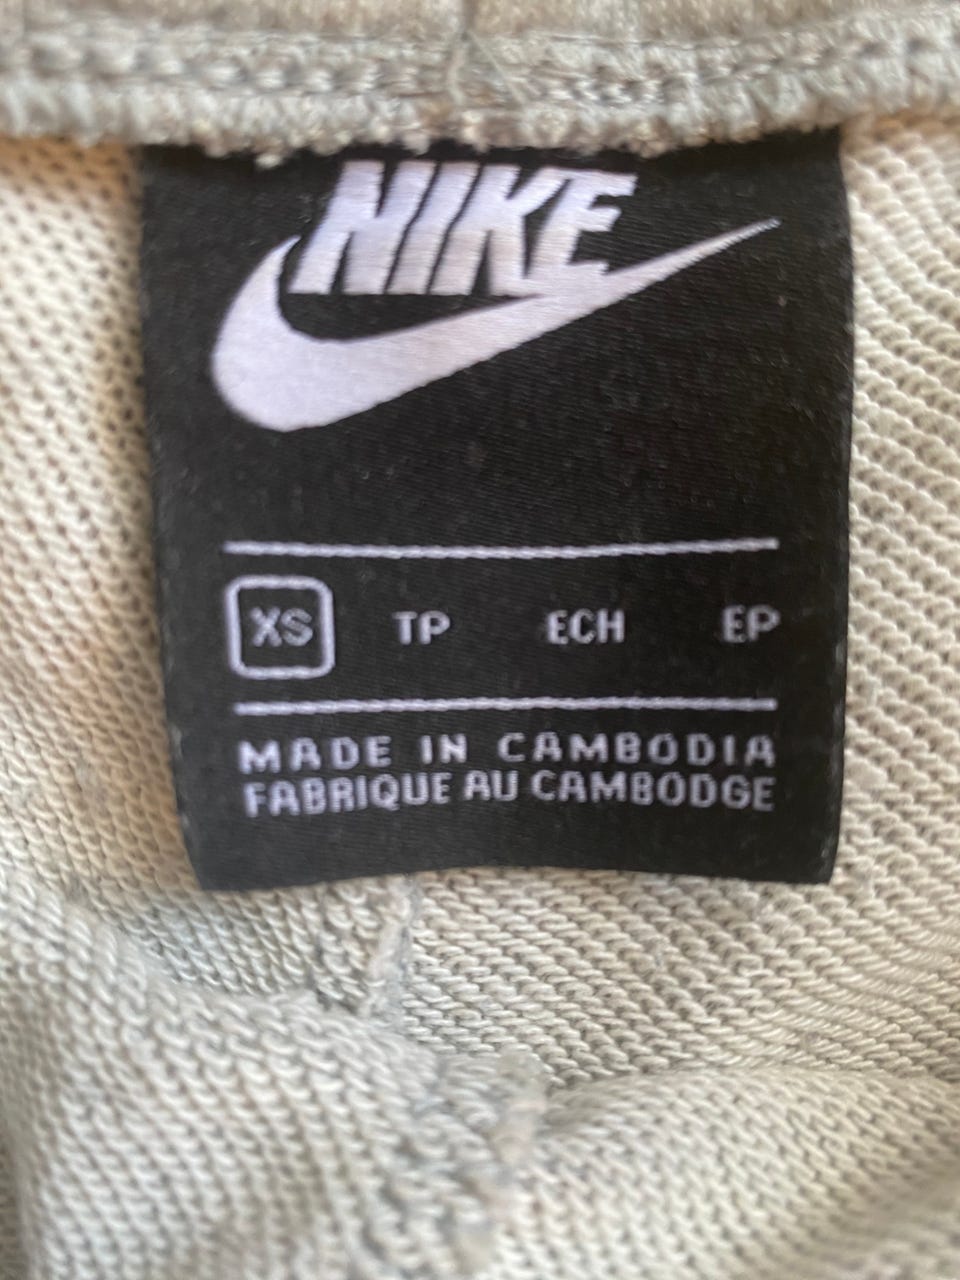 NIKE
XS TP ECH EP
MADE IN CAMBODIA
FABRIQUE AU CAMBODGE